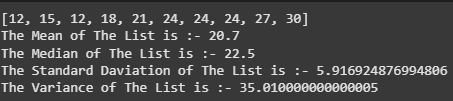 [12, 15, 12, 18, 21, 24, 24, 24, 27, 30]
The Mean of The List is :- 20.7
The Median of The List is :- 22.5
The Standard Daviation of The List is :- 5.916924876994806
The Variance of The List is :- 35.010000000000005